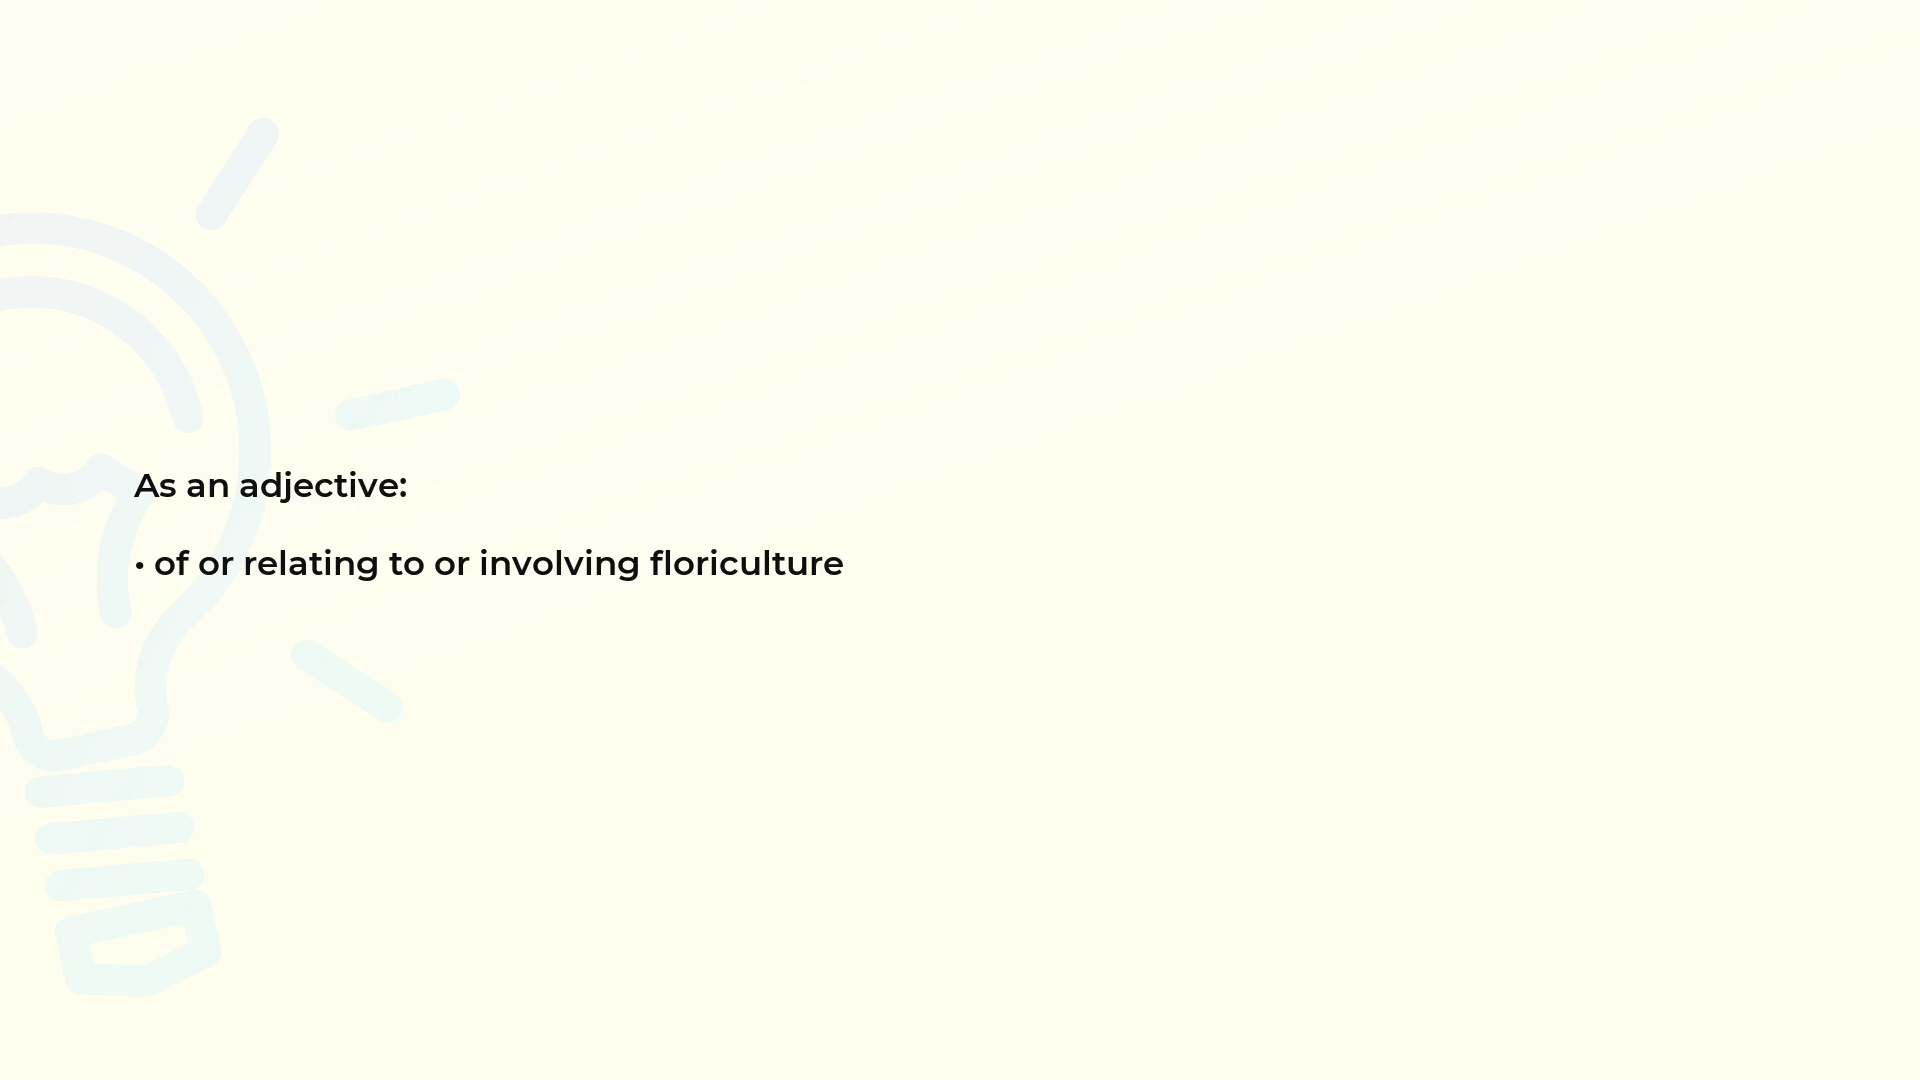 As an adjective:
• of or relating to or involving floriculture